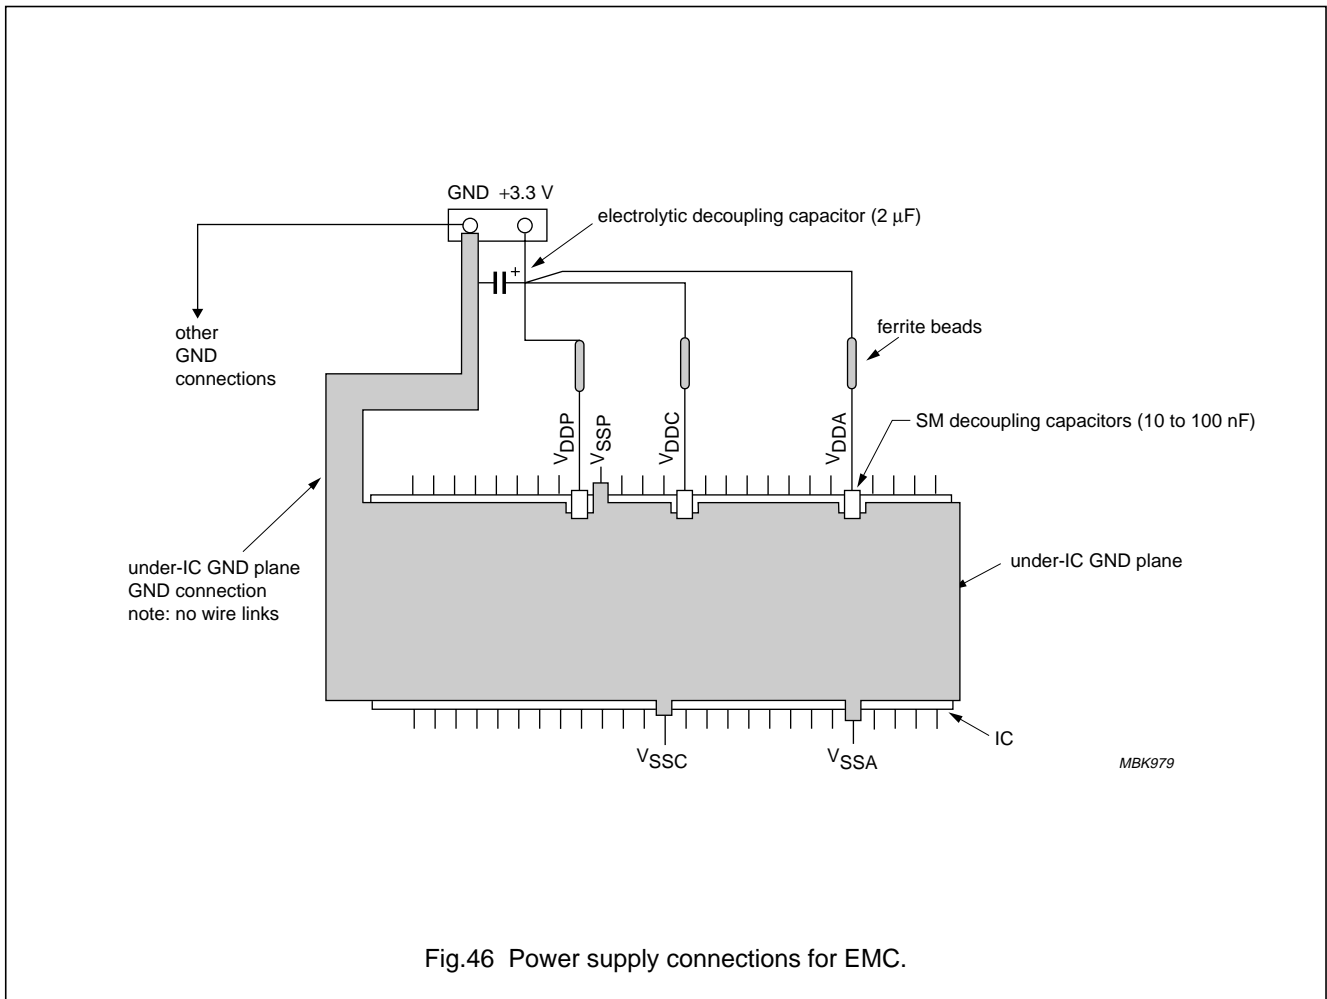 GND +3.3 V
electrolytic decoupling capacitor (2 μF)
+
other
GND
connections
ferrite beads
SM decoupling capacitors (10 to 100 nF)
VDDP
VSSP
VDDC
VDDA
under-IC GND plane
GND connection
note: no wire links
under-IC GND plane
IC
VSSC
VSSA
MBK979
Fig.46 Power supply connections for EMC.